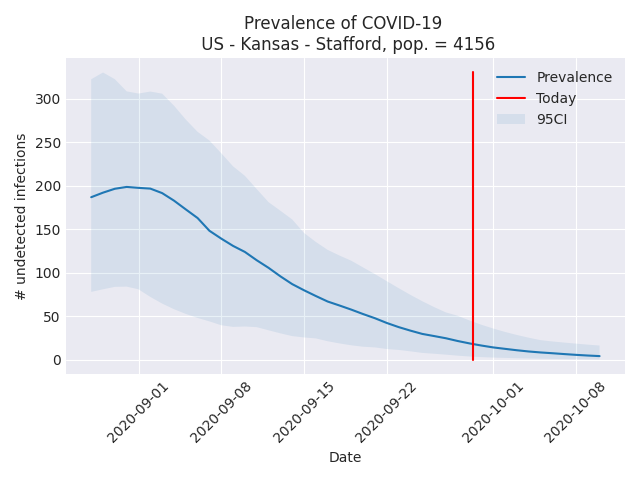 Prevalence of COVID-19
US - Kansas - Stafford, pop. = 4156
Prevalence
Today
95CI
# undetected infections
300
250
200
150
100
50
0
2020-09-01
2020-09-08
2020-09-15
2020-09-22
2020-10-01
2020-10-08
Date